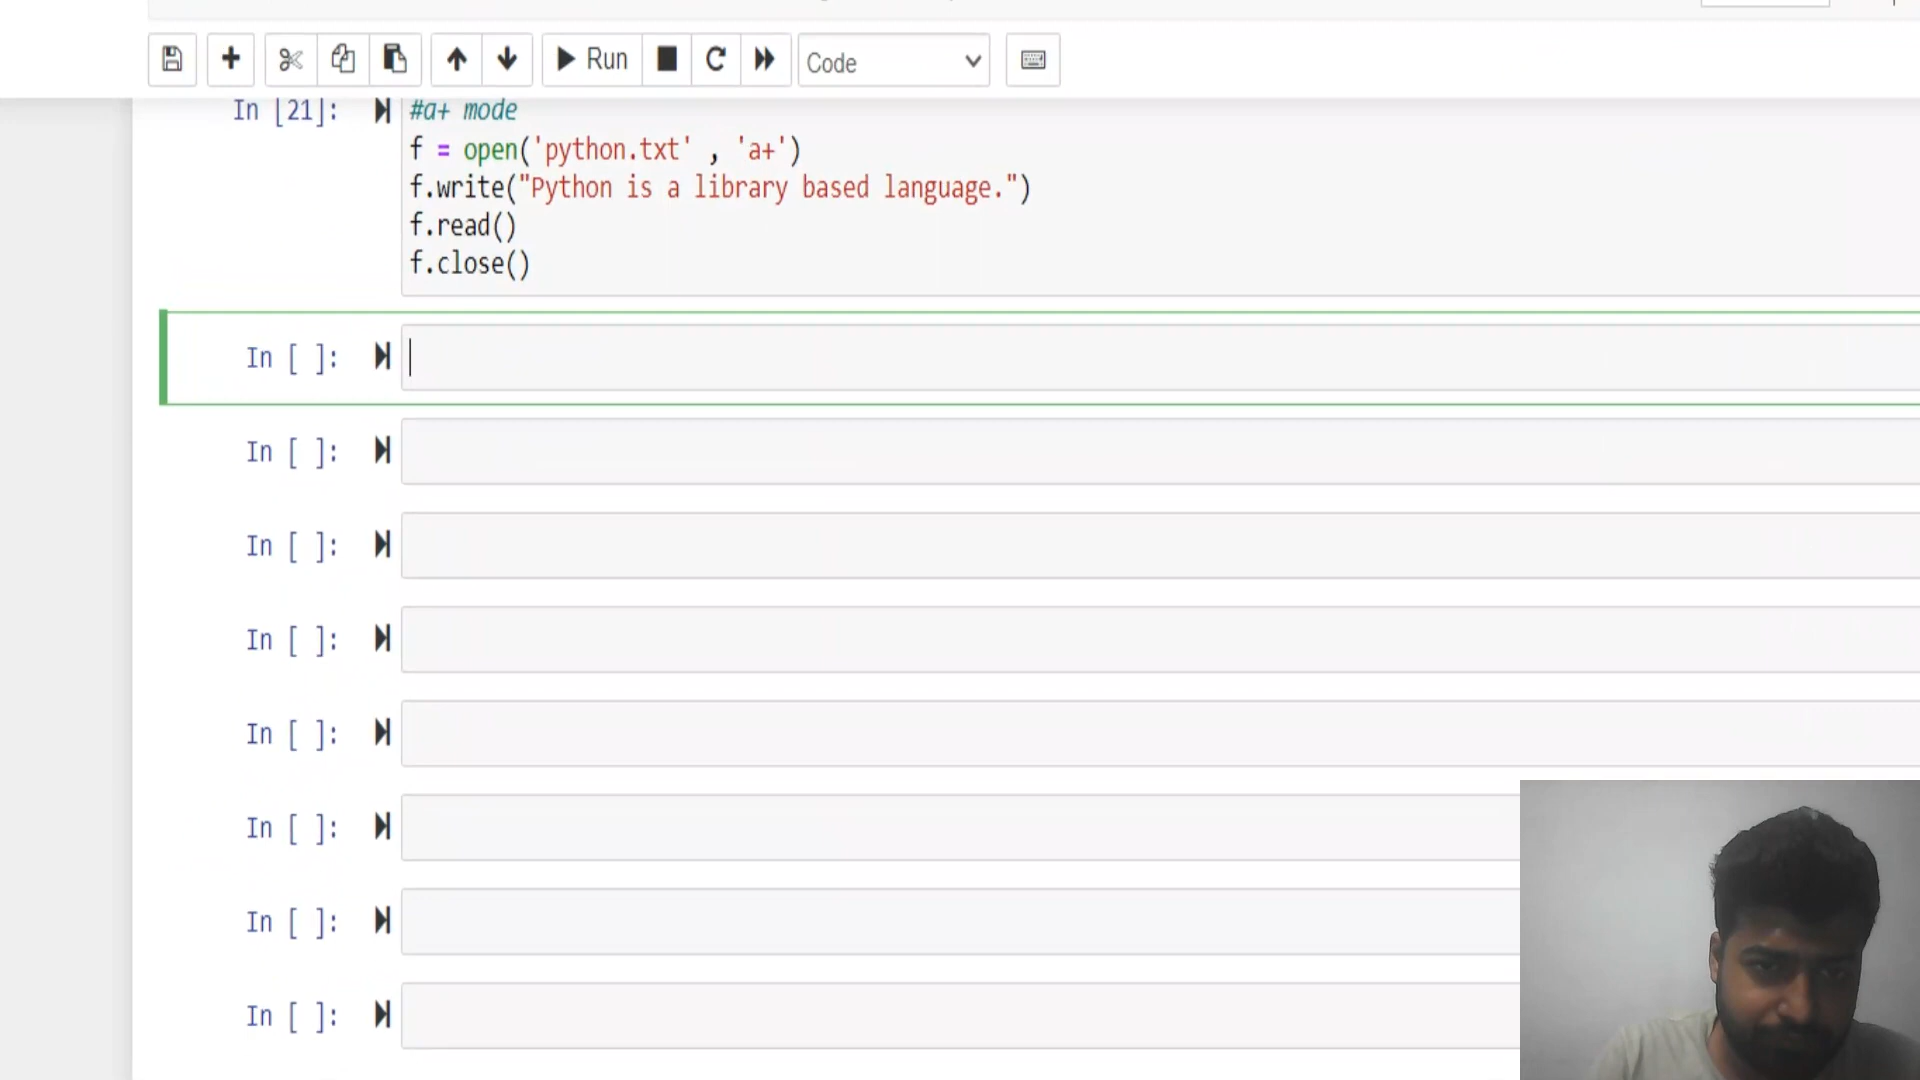 Run
Code
In [21]:
#a+ mode
f = open('python.txt' , 'a+')
f.write("Python is a library based language.")
f.read()
f.close()
In [ ]:
In [ ]:
In [ ]:
In [ ]:
In [ ]:
In [ ]:
In [ ]:
In [ ]: